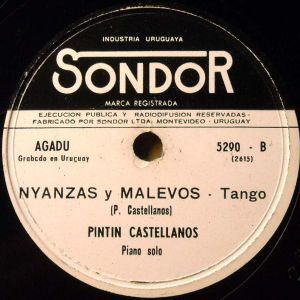 INDUSTRIA URUGUAYA
SONDOR
MARCA REGISTRADA
EJECUCION PUBLICA Y RADIODIFUSION RESERVADAS -
FABRICADO POR SONDOR LTDA; MONTEVIDEO - URUGUAY
AGADU
Grabado en Uruguay
5290 - B
(2615)
NYANZAS y MALEVOS - Tango
(P. Castellanos)
PINTIN CASTELLANOS
Piano solo